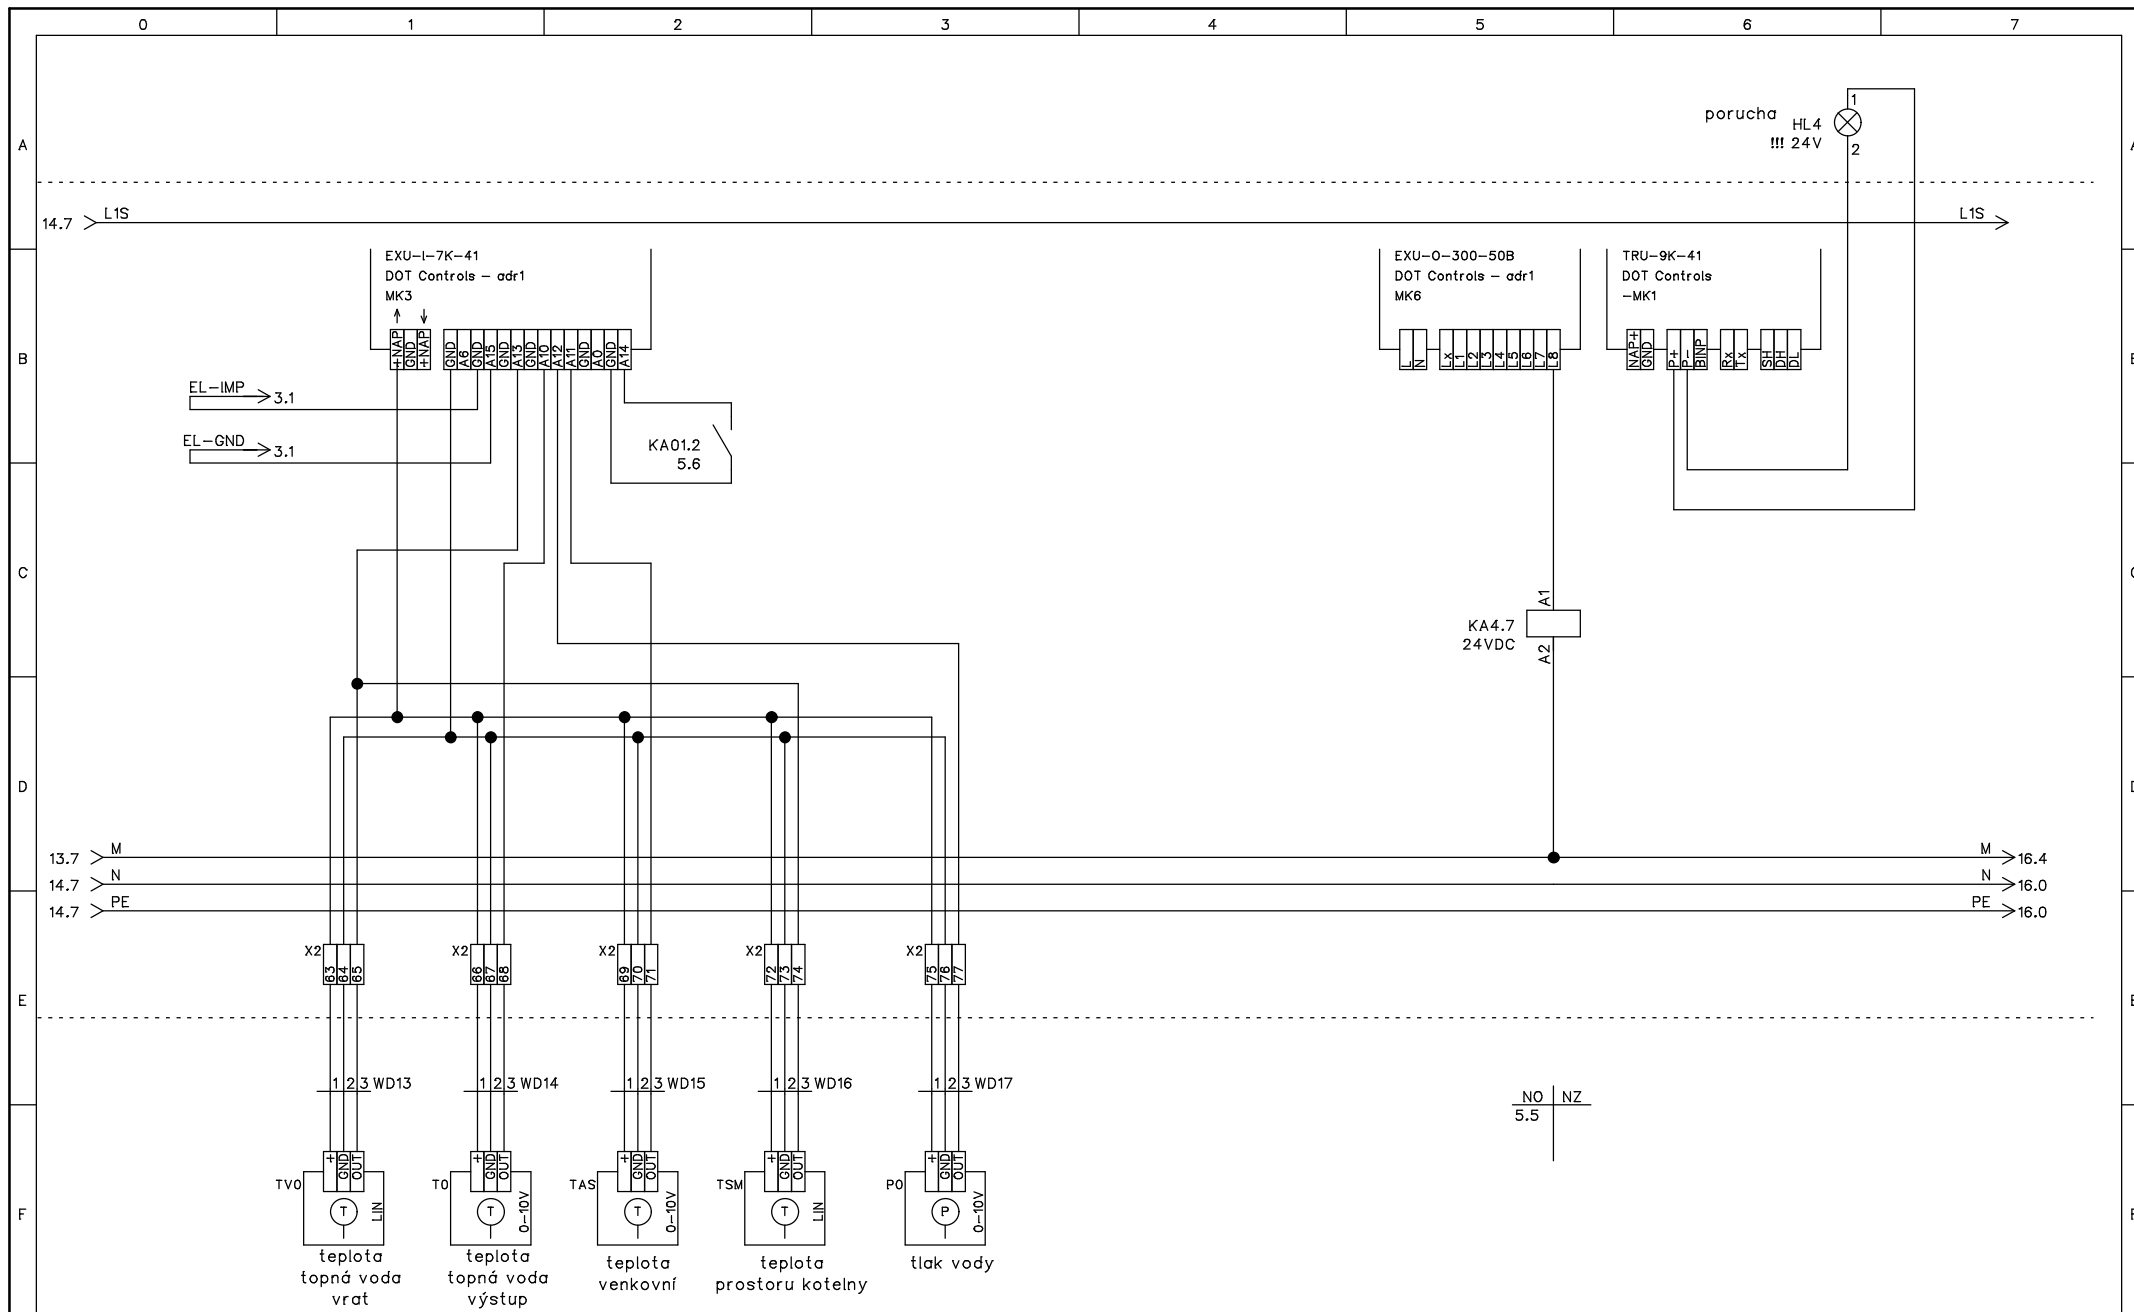 0 1 2 3 4 5 6 7
A
porucha
HL4
!!! 24V
1
2
14.7 L1S L1S
EXU-I-7K-41
DOT Controls - adr1
MK3
EXU-O-300-50B
DOT Controls - adr1
MK6
TRU-9K-41
DOT Controls
-MK1
B
+NAP GND +NAP
GND A6 GND A15 GND A13 GND A10 A12 A11 GND A0 GND A14
L N
Lx L1 L2 L3 L4 L5 L6 L7 L8
NAP+ GND
P+ P- BINP
Rx Tx
SH DH DL
EL-IMP 3.1
EL-GND 3.1
KA01.2
5.6
C
A1
KA4.7
24VDC
A2
D
13.7 M M 16.4
14.7 N N 16.0
14.7 PE PE 16.0
X2 63 64 65
X2 66 67 68
X2 69 70 71
X2 72 73 74
X2 75 76 77
E
1 2 3 WD13
1 2 3 WD14
1 2 3 WD15
1 2 3 WD16
1 2 3 WD17
NO NZ
5.5
F
+ GND OUT
TV0 T LIN
teplota
topná voda
vrat
+ GND OUT
T0 T 0-10V
teplota
topná voda
výstup
+ GND OUT
TAS T 0-10V
teplota
venkovní
+ GND OUT
TSM T LIN
teplota
prostoru kotelny
+ GND OUT
P0 P 0-10V
tlak vody